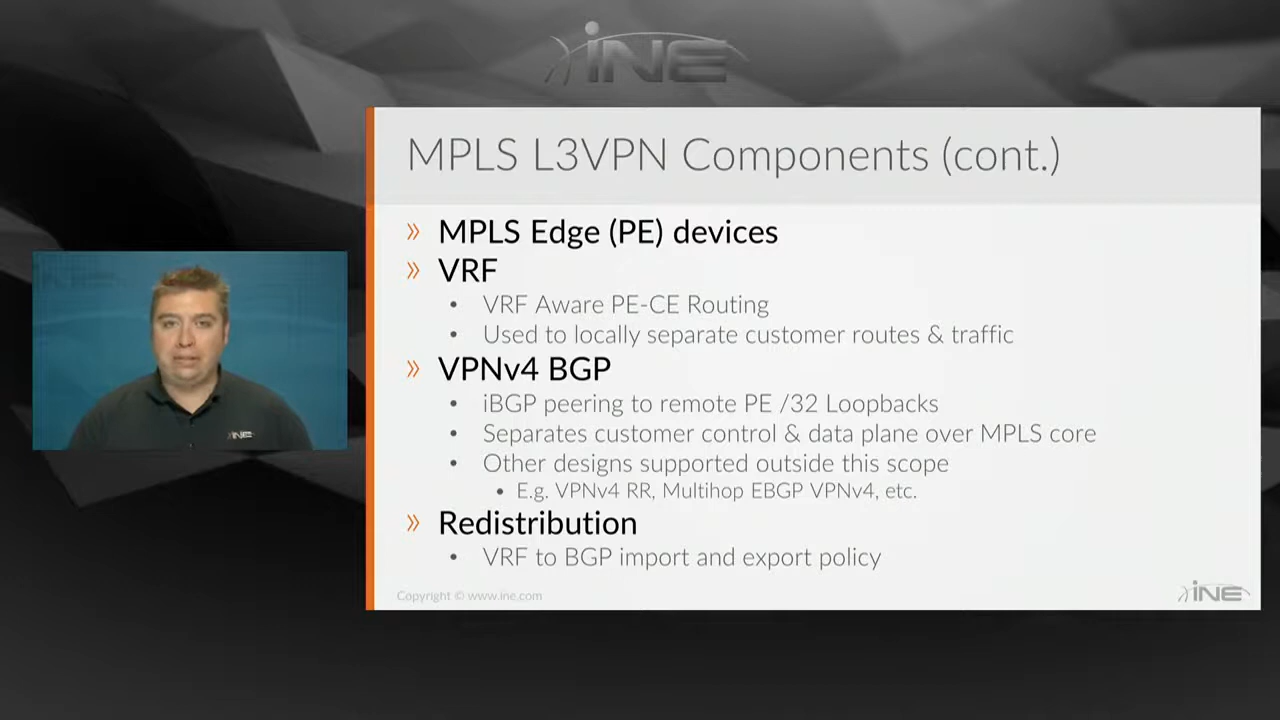 iNE
MPLS L3VPN Components (cont.)
» MPLS Edge (PE) devices
» VRF
• VRF Aware PE-CE Routing
• Used to locally separate customer routes & traffic
» VPNv4 BGP
• iBGP peering to remote PE /32 Loopbacks
• Separates customer control & data plane over MPLS core
• Other designs supported outside this scope
• E.g. VPNv4 RR, Multihop EBGP VPNv4, etc.
» Redistribution
• VRF to BGP import and export policy
Copyright © www.ine.com
iNE
iNE